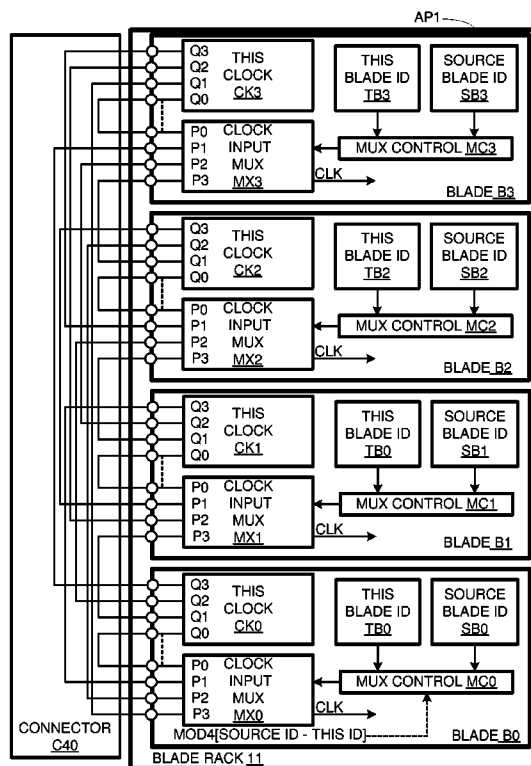 AP1
Q3
Q2
Q1
Q0
THIS
CLOCK
CK3
THIS
BLADE ID
TB3
SOURCE
BLADE ID
SB3
P0
P1
P2
P3
CLOCK
INPUT
MUX
MX3
CLK
MUX CONTROL MC3
BLADE B3
Q3
Q2
Q1
Q0
THIS
CLOCK
CK2
THIS
BLADE ID
TB2
SOURCE
BLADE ID
SB2
P0
P1
P2
P3
CLOCK
INPUT
MUX
MX2
CLK
MUX CONTROL MC2
BLADE B2
Q3
Q2
Q1
Q0
THIS
CLOCK
CK1
THIS
BLADE ID
TB0
SOURCE
BLADE ID
SB1
P0
P1
P2
P3
CLOCK
INPUT
MUX
MX1
CLK
MUX CONTROL MC1
BLADE B1
Q3
Q2
Q1
Q0
THIS
CLOCK
CK0
THIS
BLADE ID
TB0
SOURCE
BLADE ID
SB0
P0
P1
P2
P3
CLOCK
INPUT
MUX
MX0
CLK
MUX CONTROL MC0
MOD4[SOURCE ID - THIS ID]
BLADE B0
CONNECTOR
C40
BLADE RACK 11